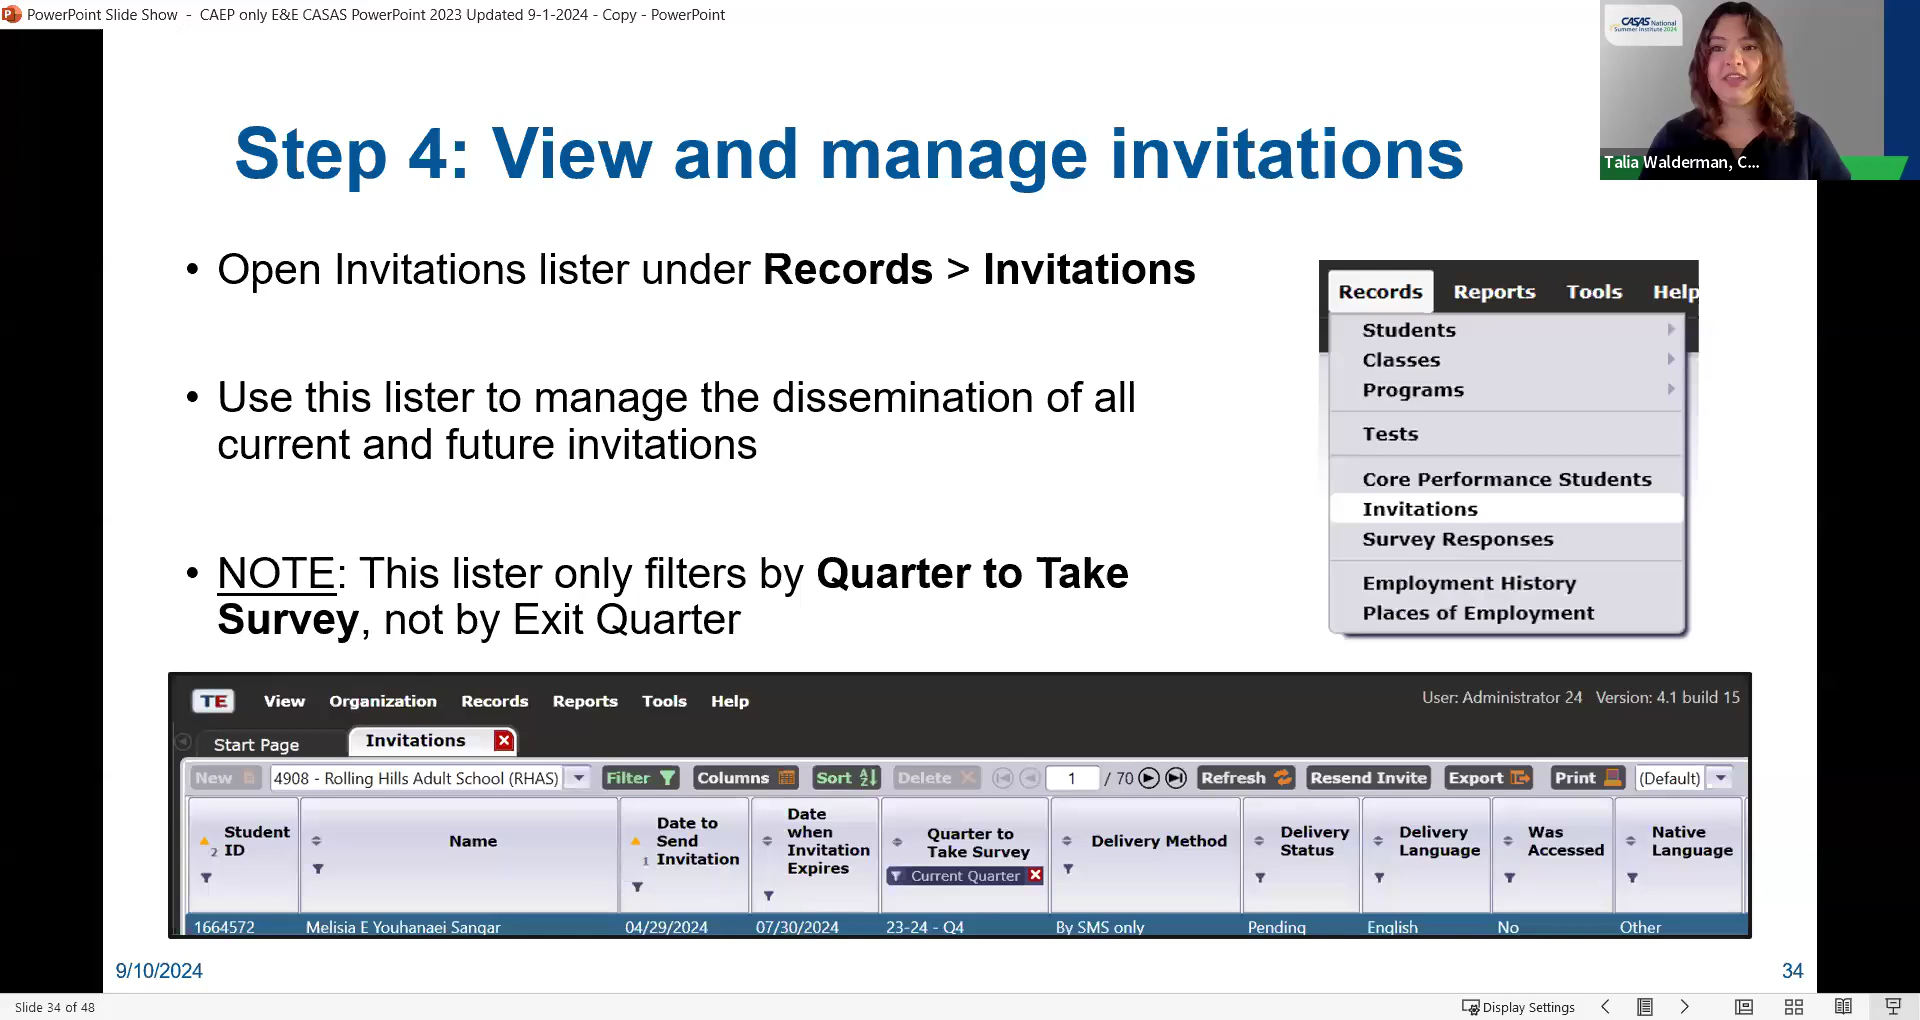 PowerPoint Slide Show - CAEP only E&E CASAS PowerPoint 2023 Updated 9-1-2024 - Copy - PowerPoint
CASAS National
Summer Institute 2024
Talia Walderman, C...
Step 4: View and manage invitations
• Open Invitations lister under Records > Invitations
• Use this lister to manage the dissemination of all
current and future invitations
• NOTE: This lister only filters by Quarter to Take
Survey, not by Exit Quarter
Records Reports Tools Help
Students
Classes
Programs
Tests
Core Performance Students
Invitations
Survey Responses
Employment History
Places of Employment
TE View Organization Records Reports Tools Help User: Administrator 24 Version: 4.1 build 15
Start Page Invitations
New 4908 - Rolling Hills Adult School (RHAS) Filter Columns Sort Delete 1 / 70 Refresh Resend Invite Export Print (Default)
Student
2 ID
Name
Date to
Send
1 Invitation
Date
when
Invitation
Expires
Quarter to
Take Survey
Current Quarter
Delivery Method
Delivery
Status
Delivery
Language
Was
Accessed
Native
Language
1664572 Melisia E Youhanaei Sangar 04/29/2024 07/30/2024 23-24 - Q4 By SMS only Pending English No Other
9/10/2024
34
Slide 34 of 48
Display Settings